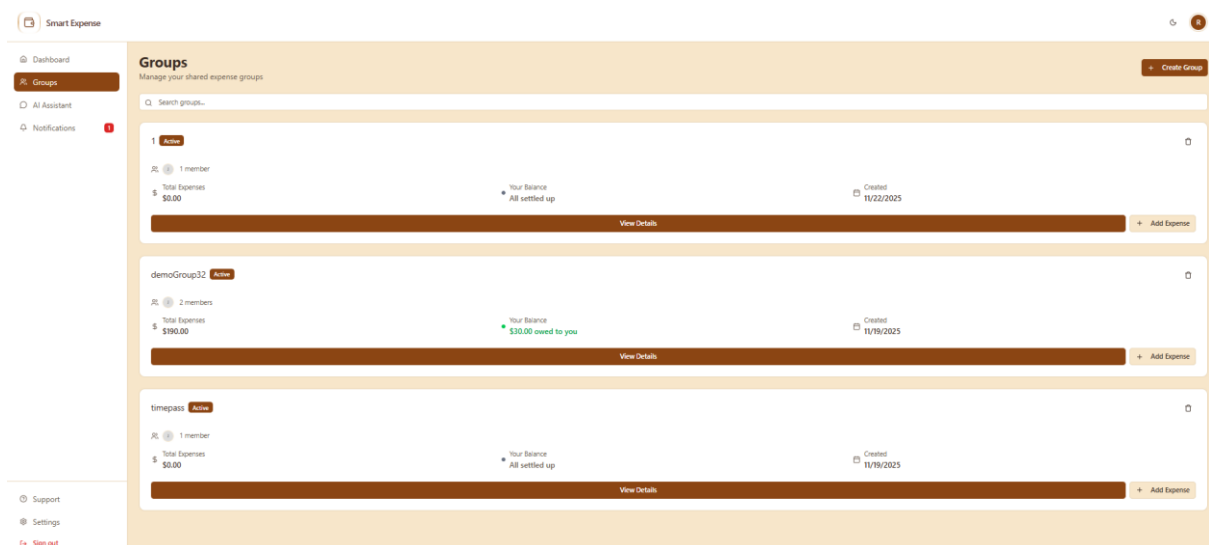 Smart Expense
R
Dashboard
Groups
AI Assistant
Notifications
1
Support
Settings
Sign out
Groups
Manage your shared expense groups
+ Create Group
Search groups...
1 Active
1 member
Total Expenses
$0.00
Your Balance
All settled up
Created
11/22/2025
View Details
+ Add Expense
demoGroup32 Active
2 members
Total Expenses
$190.00
Your Balance
$30.00 owed to you
Created
11/19/2025
View Details
+ Add Expense
timepass Active
1 member
Total Expenses
$0.00
Your Balance
All settled up
Created
11/19/2025
View Details
+ Add Expense